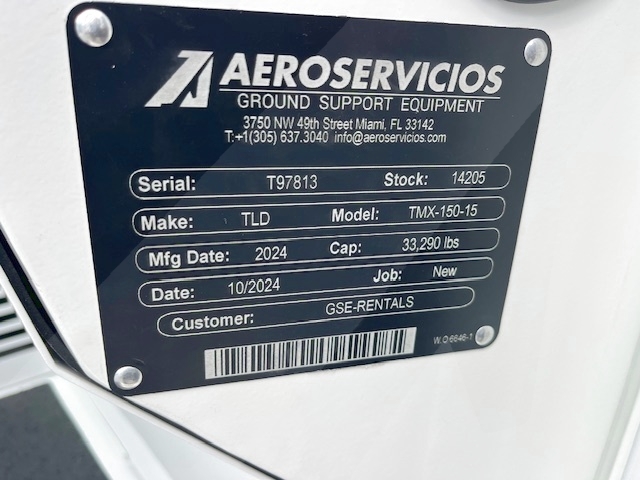 AEROSERVICIOS
GROUND SUPPORT EQUIPMENT
3750 NW 49th Street Miami, FL 33142
T:+1(305) 637.3040 info@aeroservicios.com
Serial: T97813 Stock: 14205
Make: TLD Model: TMX-150-15
Mfg Date: 2024 Cap: 33,290 lbs
Date: 10/2024 Job: New
Customer: GSE-RENTALS
W.O 6646-1